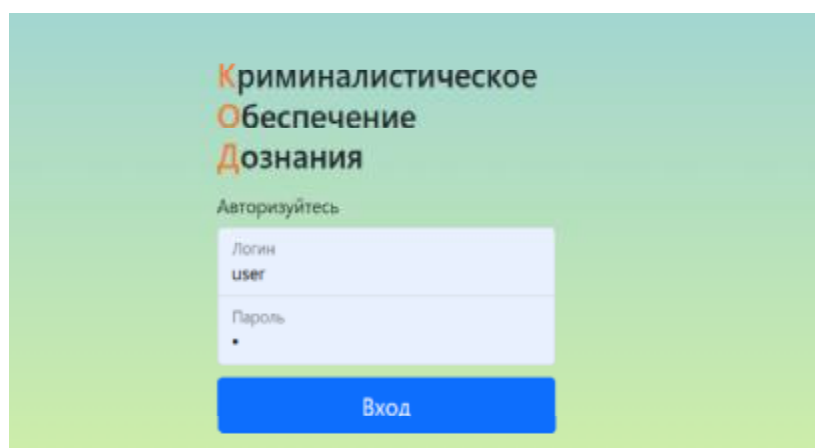 Криминалистическое
Обеспечение
Дознания
Авторизуйтесь
Логин
user
Пароль
•
Вход